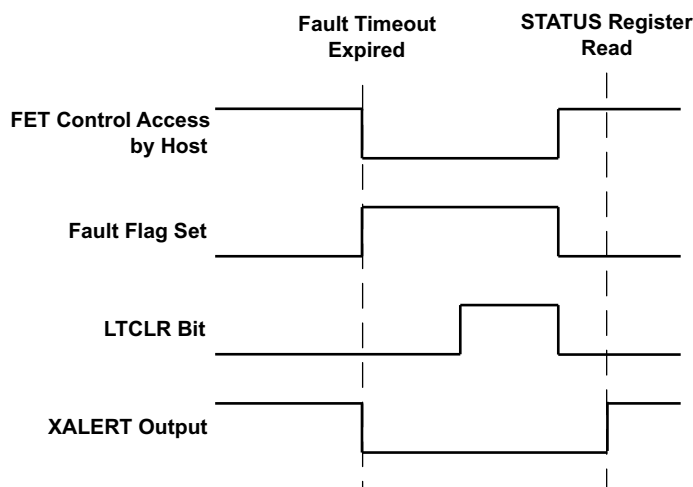 Fault Timeout
Expired
STATUS Register
Read
FET Control Access
by Host
Fault Flag Set
LTCLR Bit
XALERT Output